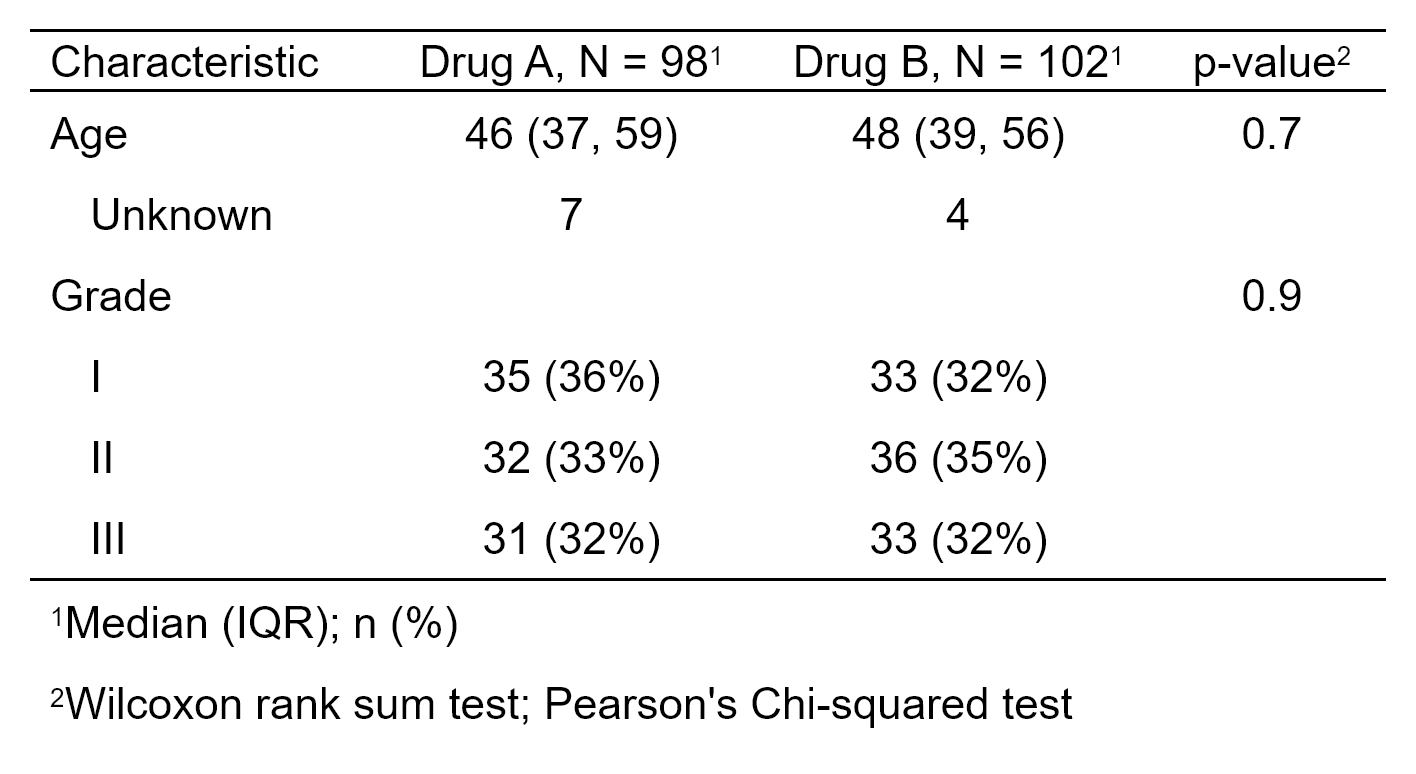 Characteristic Drug A, N = 98¹ Drug B, N = 102¹ p-value²
Age 46 (37, 59) 48 (39, 56) 0.7
Unknown 7 4
Grade 0.9
I 35 (36%) 33 (32%)
II 32 (33%) 36 (35%)
III 31 (32%) 33 (32%)
¹Median (IQR); n (%)
²Wilcoxon rank sum test; Pearson's Chi-squared test